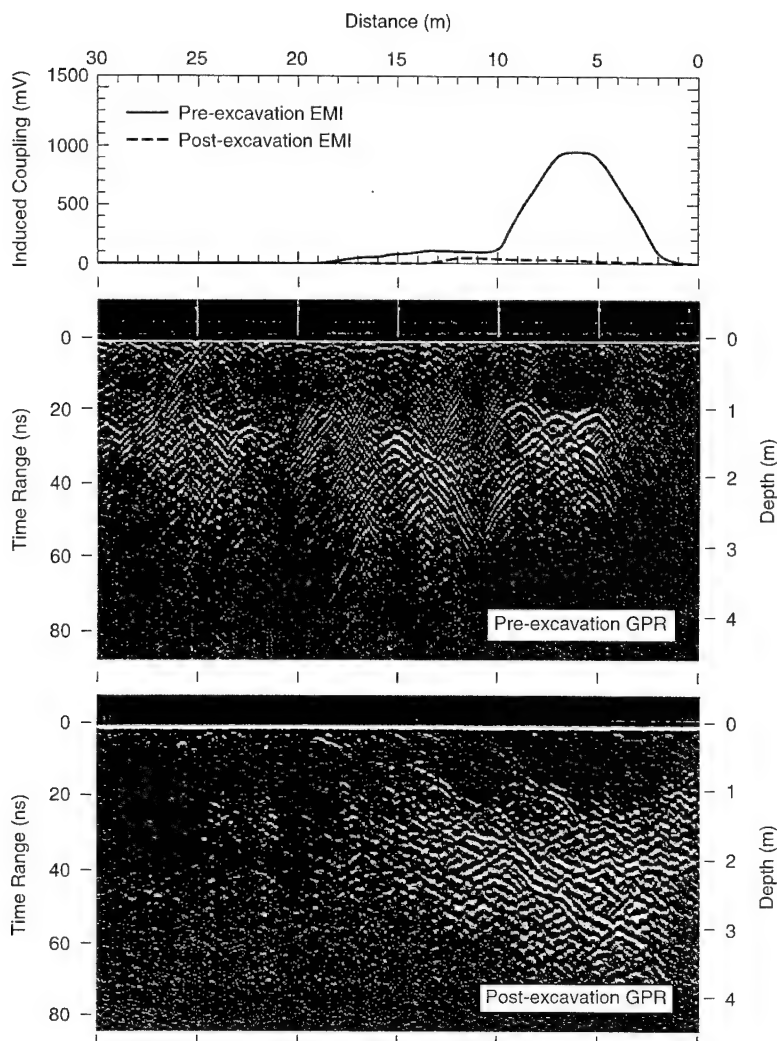 Distance (m)
30 25 20 15 10 5 0
Induced Coupling (mV)
1500
1000
500
0
Pre-excavation EMI
Post-excavation EMI
Time Range (ns)
0
20
40
60
80
Depth (m)
0
1
2
3
4
Pre-excavation GPR
Time Range (ns)
0
20
40
60
80
Depth (m)
0
1
2
3
4
Post-excavation GPR